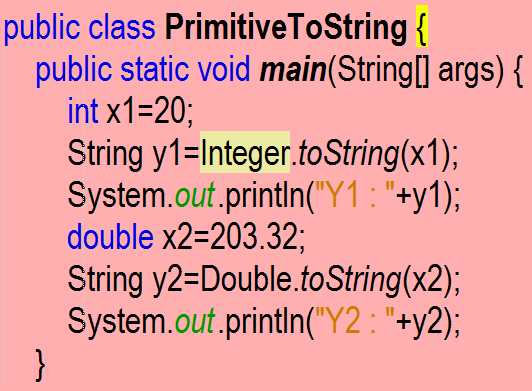 public class PrimitiveToString {
public static void main(String[] args) {
int x1=20;
String y1=Integer.toString(x1);
System.out.println("Y1 : "+y1);
double x2=203.32;
String y2=Double.toString(x2);
System.out.println("Y2 : "+y2);
}